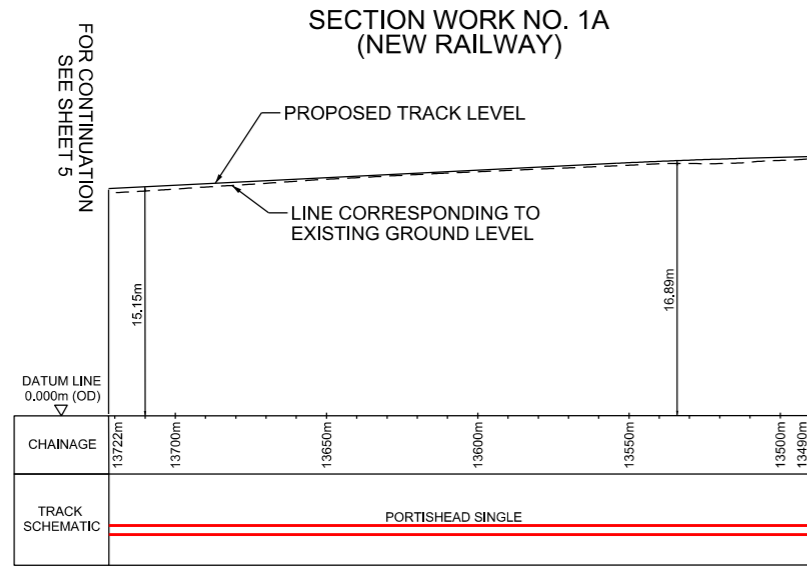 SECTION WORK NO. 1A
(NEW RAILWAY)
FOR CONTINUATION
SEE SHEET 5
PROPOSED TRACK LEVEL
LINE CORRESPONDING TO
EXISTING GROUND LEVEL
15.15m
16.89m
DATUM LINE
0.000m (OD)
CHAINAGE
13722m
13700m
13650m
13600m
13550m
13500m
13490m
TRACK
SCHEMATIC
PORTISHEAD SINGLE